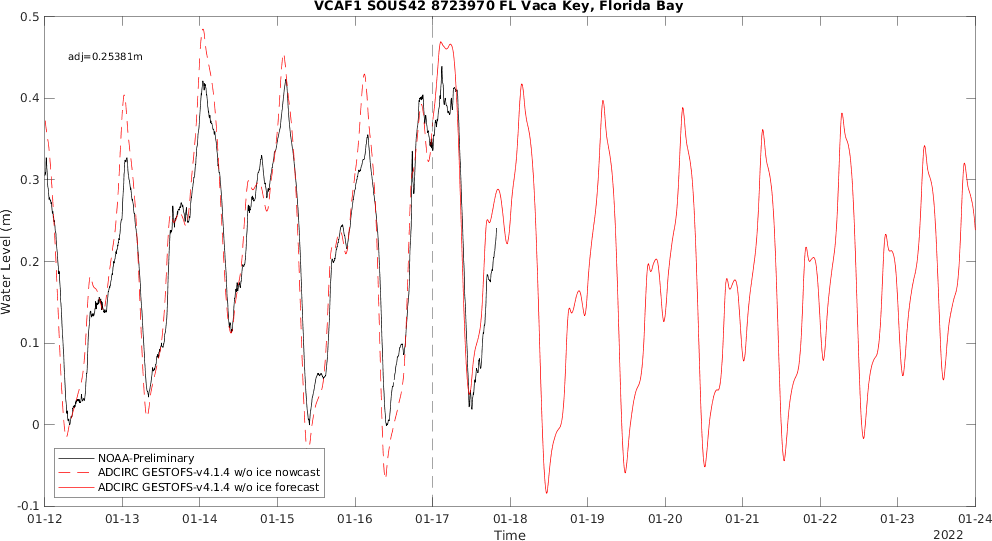 VCAF1 SOUS42 8723970 FL Vaca Key, Florida Bay
0.5
adj=0.25381m
0.4
0.3
Water Level (m)
0.2
0.1
0
-0.1
NOAA-Preliminary
ADCIRC GESTOFS-v4.1.4 w/o ice nowcast
ADCIRC GESTOFS-v4.1.4 w/o ice forecast
01-12 01-13 01-14 01-15 01-16 01-17 01-18 01-19 01-20 01-21 01-22 01-23 01-24
Time
2022